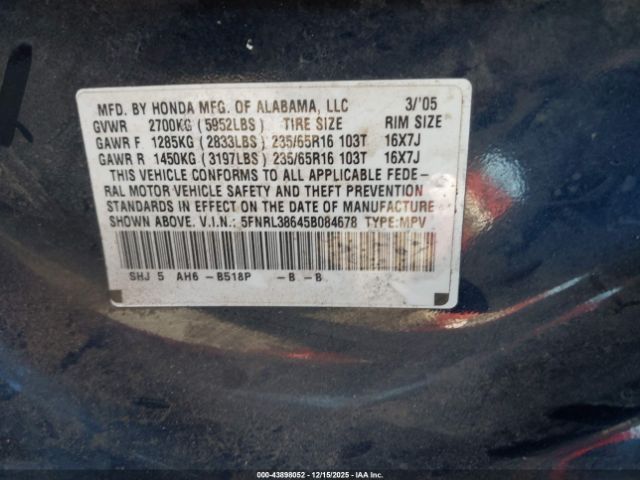 MFD. BY HONDA MFG. OF ALABAMA, LLC 3/'05
GVWR 2700KG (5952LBS) TIRE SIZE RIM SIZE
GAWR F 1285KG (2833LBS) 235/65R16 103T 16X7J
GAWR R 1450KG (3197LBS) 235/65R16 103T 16X7J
THIS VEHICLE CONFORMS TO ALL APPLICABLE FEDE-
RAL MOTOR VEHICLE SAFETY AND THEFT PREVENTION
STANDARDS IN EFFECT ON THE DATE OF MANUFACTURE
SHOWN ABOVE. V.I.N.: 5FNRL38645B084678 TYPE:MPV
SHJ 5 AH6 -B518P -B -B
000-43898052 - 12/15/2025 - IAAI.COM